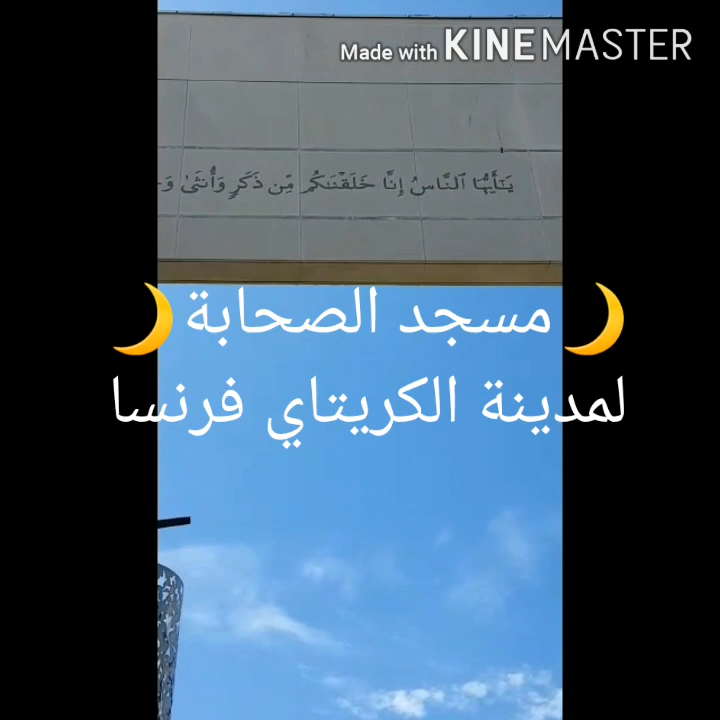 Made with KINEMASTER
يَـٰٓأَيُّهَا ٱلنَّاسُ إِنَّا خَلَقْنَـٰكُم مِّن ذَكَرٍ وَأُنثَىٰ
🌙 مسجد الصحابة 🌙
لمدينة الكريتاي فرنسا